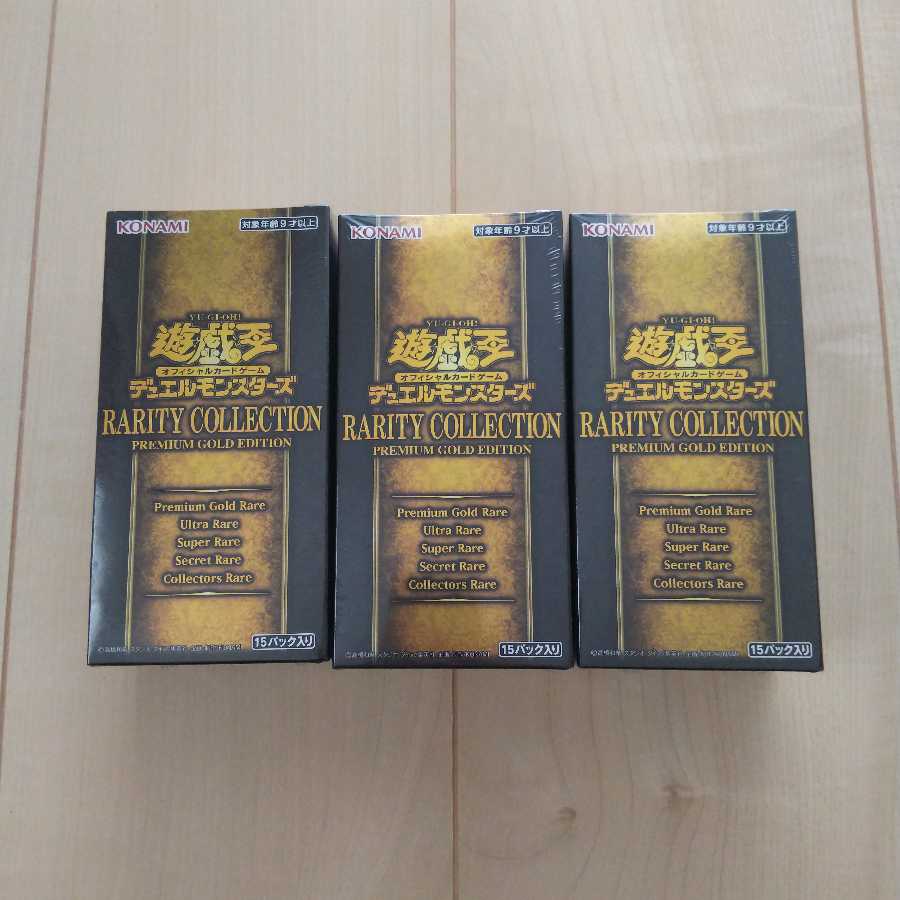 KONAMI
対象年齢9才以上
YU-GI-OH!
遊戯王
オフィシャルカードゲーム
デュエルモンスターズ
RARITY COLLECTION
PREMIUM GOLD EDITION
Premium Gold Rare
Ultra Rare
Super Rare
Secret Rare
Collectors Rare
15パック入り
KONAMI
対象年齢9才以上
YU-GI-OH!
遊戯王
オフィシャルカードゲーム
デュエルモンスターズ
RARITY COLLECTION
PREMIUM GOLD EDITION
Premium Gold Rare
Ultra Rare
Super Rare
Secret Rare
Collectors Rare
15パック入り
KONAMI
対象年齢9才以上
YU-GI-OH!
遊戯王
オフィシャルカードゲーム
デュエルモンスターズ
RARITY COLLECTION
PREMIUM GOLD EDITION
Premium Gold Rare
Ultra Rare
Super Rare
Secret Rare
Collectors Rare
15パック入り